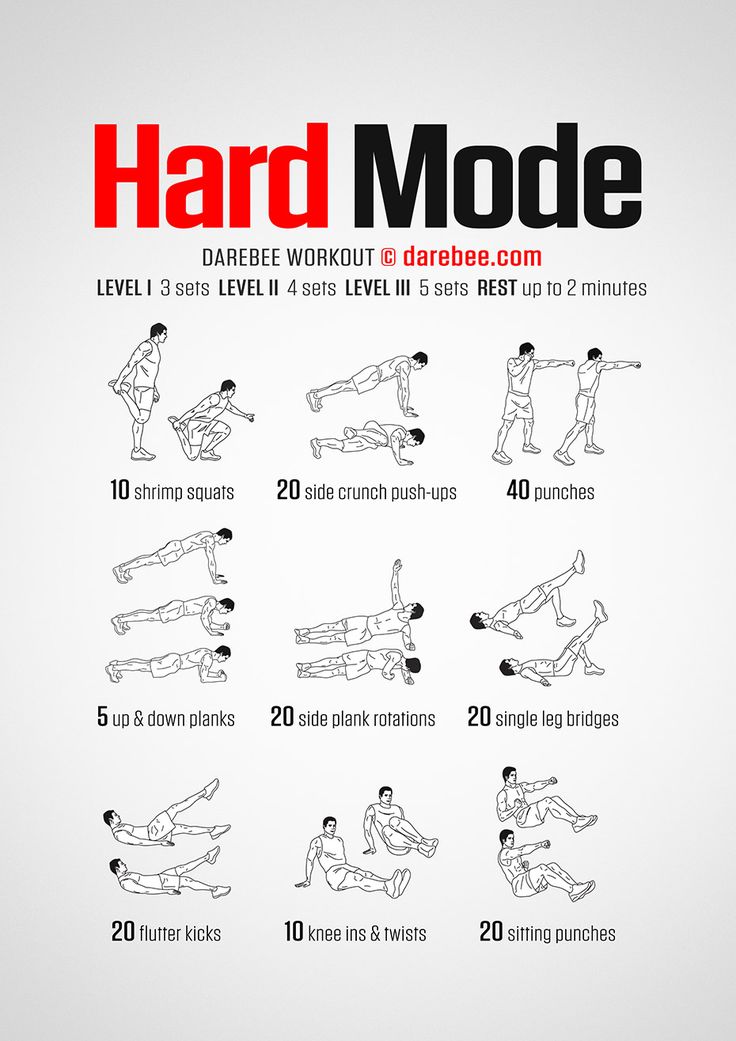 Hard Mode
DAREBEE WORKOUT © darebee.com
LEVEL I 3 sets LEVEL II 4 sets LEVEL III 5 sets REST up to 2 minutes
10 shrimp squats
20 side crunch push-ups
40 punches
5 up & down planks
20 side plank rotations
20 single leg bridges
20 flutter kicks
10 knee ins & twists
20 sitting punches